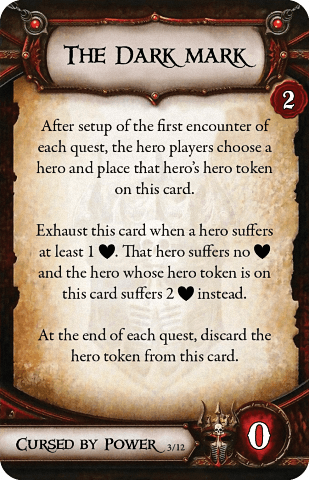 The Dark mark
2
After setup of the first encounter of
each quest, the hero players choose a
hero and place that hero's hero token
on this card.
Exhaust this card when a hero suffers
at least 1 ♥. That hero suffers no ♥
and the hero whose hero token is on
this card suffers 2 ♥ instead.
At the end of each quest, discard the
hero token from this card.
Cursed by Power 3/12
0